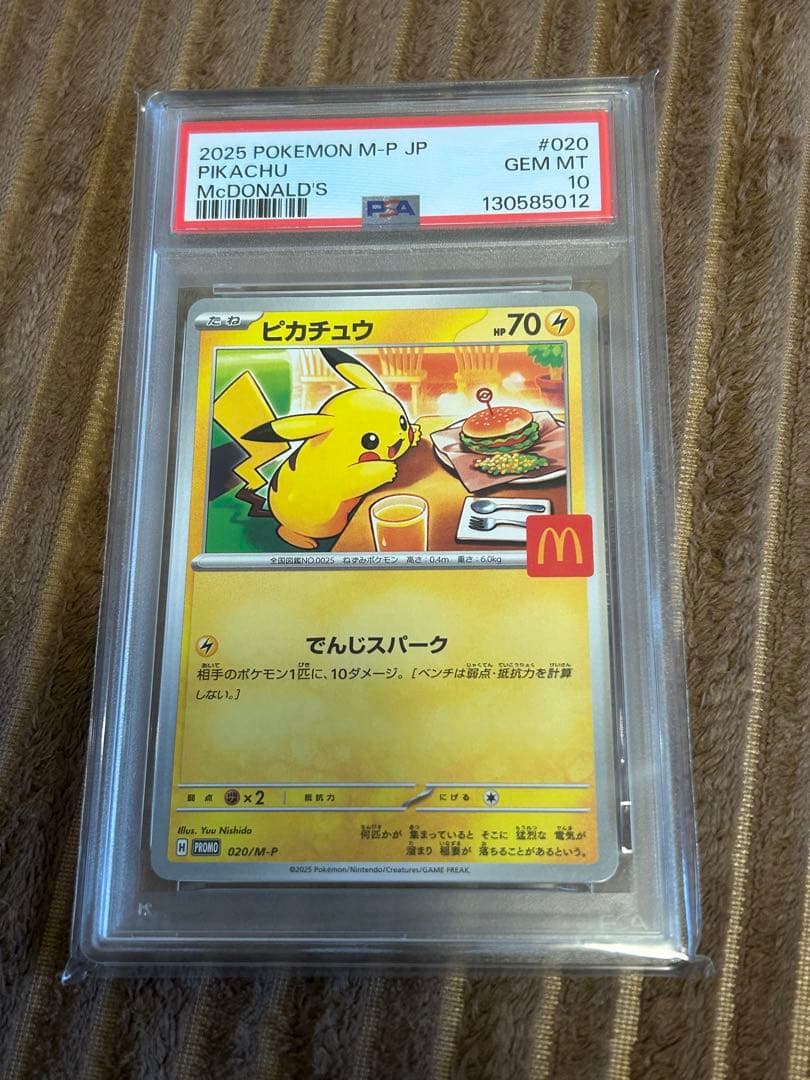 2025 POKEMON M-P JP #020
PIKACHU GEM MT
McDONALD'S 10
PSA 130585012
たね ピカチュウ HP 70
全国図鑑NO.0025 ねずみポケモン 高さ:0.4m 重さ:6.0kg
M
でんじスパーク
相手のポケモン1匹に、10ダメージ。[ベンチは弱点・抵抗力を計算
しない。]
弱点 ×2 抵抗力 にげる
Illus. Yuu Nishida
何匹かが 集まっていると そこに 猛烈な 電気が
溜まり 稲妻が 落ちることがあるという。
H PROMO 020/M-P
©2025 Pokémon/Nintendo/Creatures/GAME FREAK.